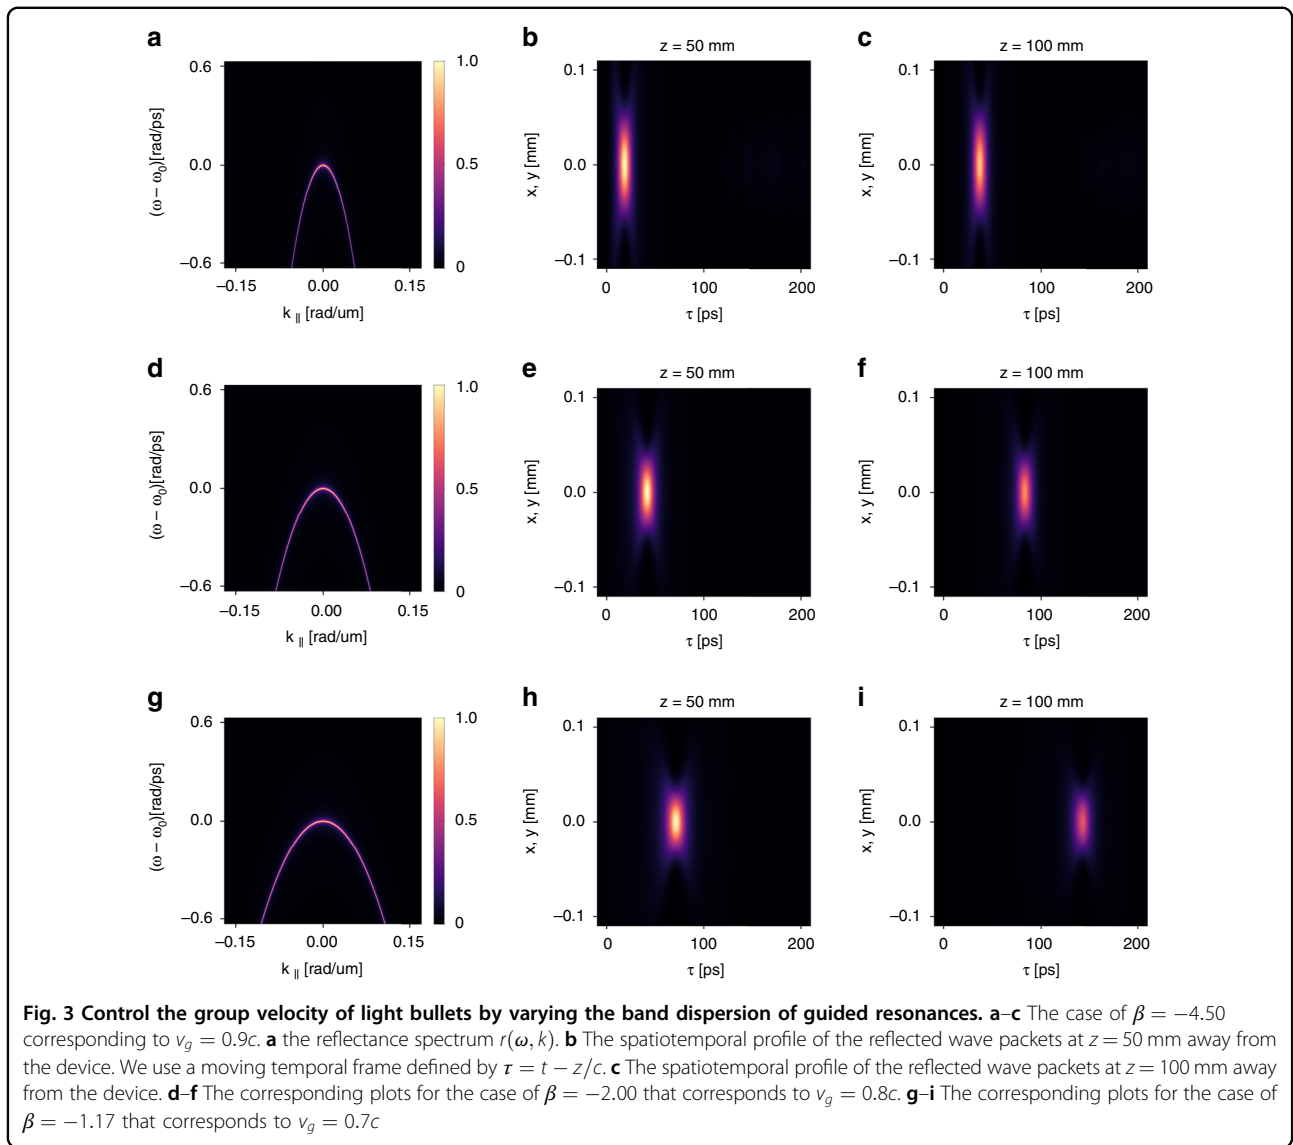 a
b
c
z = 50 mm
z = 100 mm
(ω − ω₀)[rad/ps]
0.6
0.0
−0.6
−0.15
0.00
0.15
k ∥ [rad/um]
1.0
0.5
0
x, y [mm]
0.1
0.0
−0.1
0
100
200
τ [ps]
x, y [mm]
0.1
0.0
−0.1
0
100
200
τ [ps]
d
e
f
z = 50 mm
z = 100 mm
(ω − ω₀)[rad/ps]
0.6
0.0
−0.6
−0.15
0.00
0.15
k ∥ [rad/um]
1.0
0.5
0
x, y [mm]
0.1
0.0
−0.1
0
100
200
τ [ps]
x, y [mm]
0.1
0.0
−0.1
0
100
200
τ [ps]
g
h
i
z = 50 mm
z = 100 mm
(ω − ω₀)[rad/ps]
0.6
0.0
−0.6
−0.15
0.00
0.15
k ∥ [rad/um]
1.0
0.5
0
x, y [mm]
0.1
0.0
−0.1
0
100
200
τ [ps]
x, y [mm]
0.1
0.0
−0.1
0
100
200
τ [ps]
Fig. 3 Control the group velocity of light bullets by varying the band dispersion of guided resonances. a–c The case of β = −4.50
corresponding to v_g = 0.9c. a the reflectance spectrum r(ω, k). b The spatiotemporal profile of the reflected wave packets at z = 50 mm away from
the device. We use a moving temporal frame defined by τ = t − z/c. c The spatiotemporal profile of the reflected wave packets at z = 100 mm away
from the device. d–f The corresponding plots for the case of β = −2.00 that corresponds to v_g = 0.8c. g–i The corresponding plots for the case of
β = −1.17 that corresponds to v_g = 0.7c